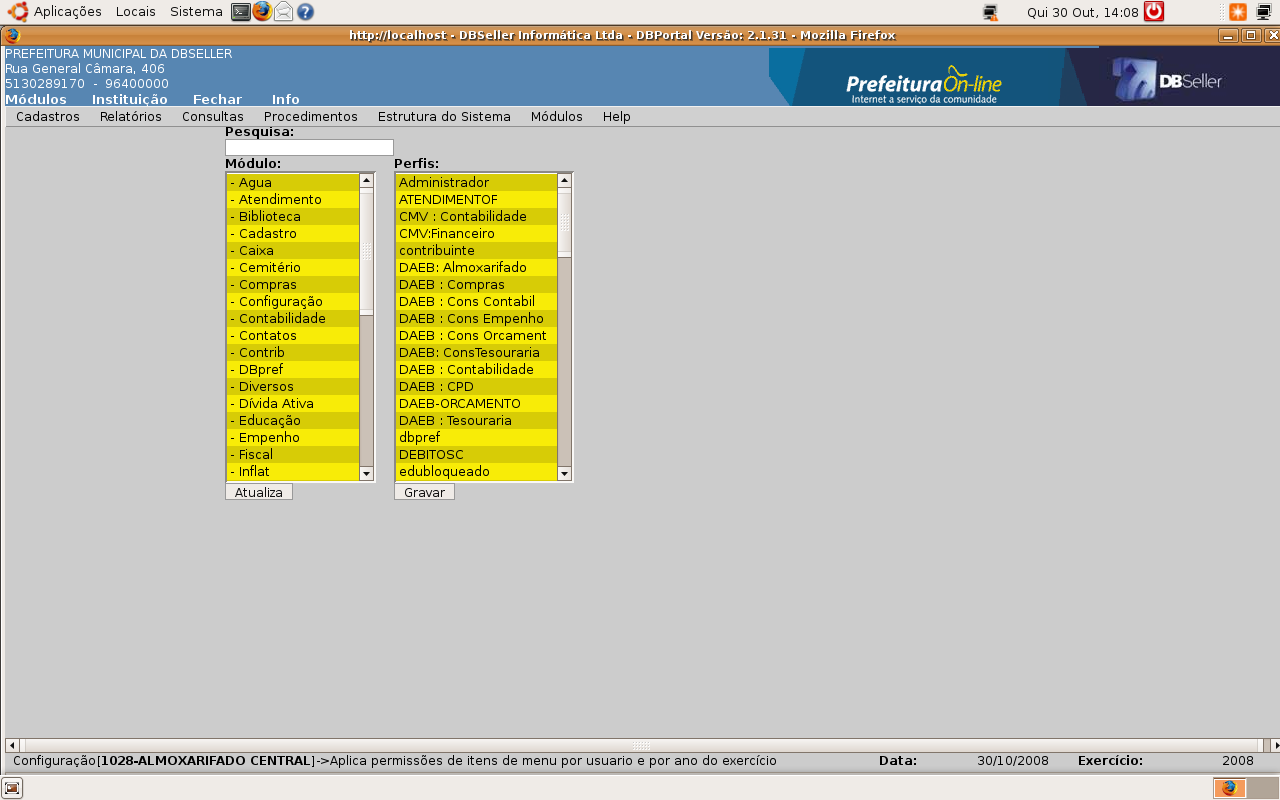 Aplicações Locais Sistema Qui 30 Out, 14:08
http://localhost - DBSeller Informática Ltda - DBPortal Versão: 2.1.31 - Mozilla Firefox
PREFEITURA MUNICIPAL DA DBSELLER
Rua General Câmara, 406
5130289170 - 96400000
Módulos Instituição Fechar Info
PrefeituraOn-line
Internet a serviço da comunidade
DBSeller
Cadastros Relatórios Consultas Procedimentos Estrutura do Sistema Módulos Help
Pesquisa:
Módulo: Perfis:
- Agua Administrador
- Atendimento ATENDIMENTOF
- Biblioteca CMV : Contabilidade
- Cadastro CMV:Financeiro
- Caixa contribuinte
- Cemitério DAEB: Almoxarifado
- Compras DAEB : Compras
- Configuração DAEB : Cons Contabil
- Contabilidade DAEB : Cons Empenho
- Contatos DAEB : Cons Orcament
- Contrib DAEB: ConsTesouraria
- DBpref DAEB : Contabilidade
- Diversos DAEB : CPD
- Dívida Ativa DAEB-ORCAMENTO
- Educação DAEB : Tesouraria
- Empenho dbpref
- Fiscal DEBITOSC
- Inflat edubloqueado
Atualiza Gravar
Configuração[1028-ALMOXARIFADO CENTRAL]->Aplica permissões de itens de menu por usuario e por ano do exercício Data: 30/10/2008 Exercício: 2008